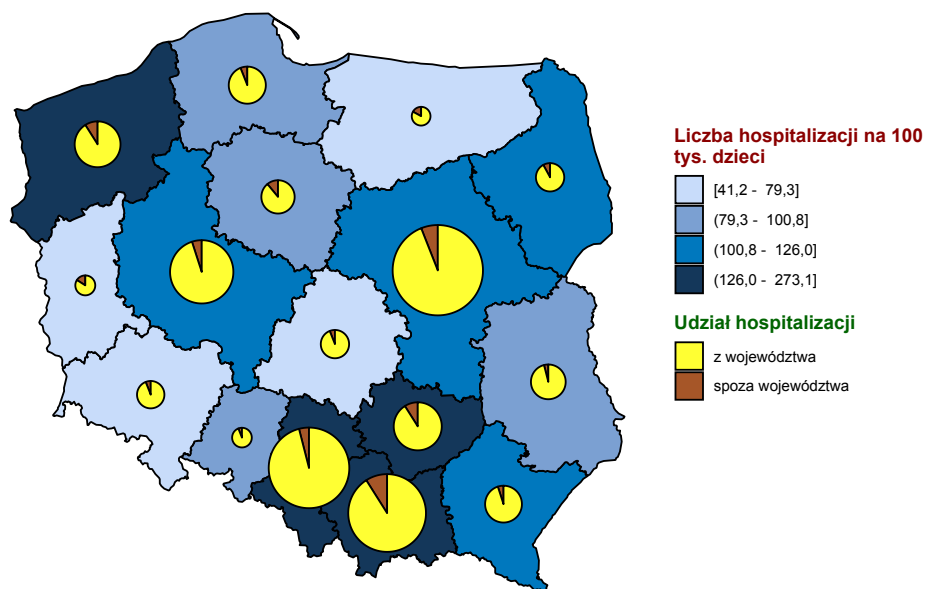 Liczba hospitalizacji na 100
tys. dzieci
[41,2 - 79,3]
(79,3 - 100,8]
(100,8 - 126,0]
(126,0 - 273,1]
Udział hospitalizacji
z województwa
spoza województwa